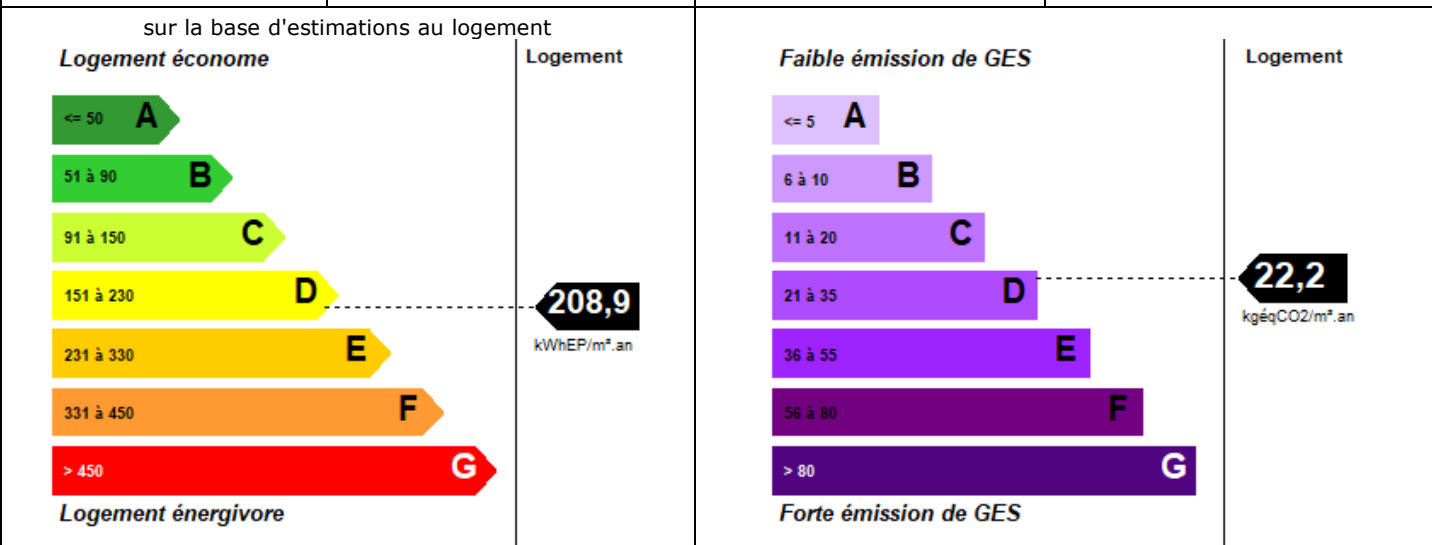 sur la base d'estimations au logement
Logement économe
Logement
<= 50 A
51 à 90 B
91 à 150 C
151 à 230 D
208,9
kWhEP/m².an
231 à 330 E
331 à 450 F
> 450 G
Logement énergivore
Faible émission de GES
Logement
<= 5 A
6 à 10 B
11 à 20 C
21 à 35 D
22,2
kgéqCO2/m².an
36 à 55 E
56 à 80 F
> 80 G
Forte émission de GES